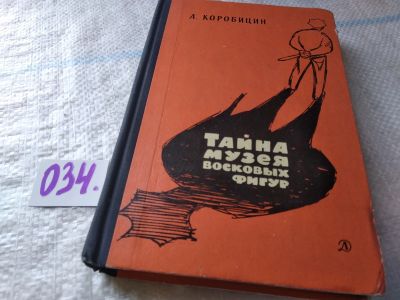 А. КОРОБИЦИН
ТАЙНА
МУЗЕЯ
ВОСКОВЫХ
ФИГУР
034.